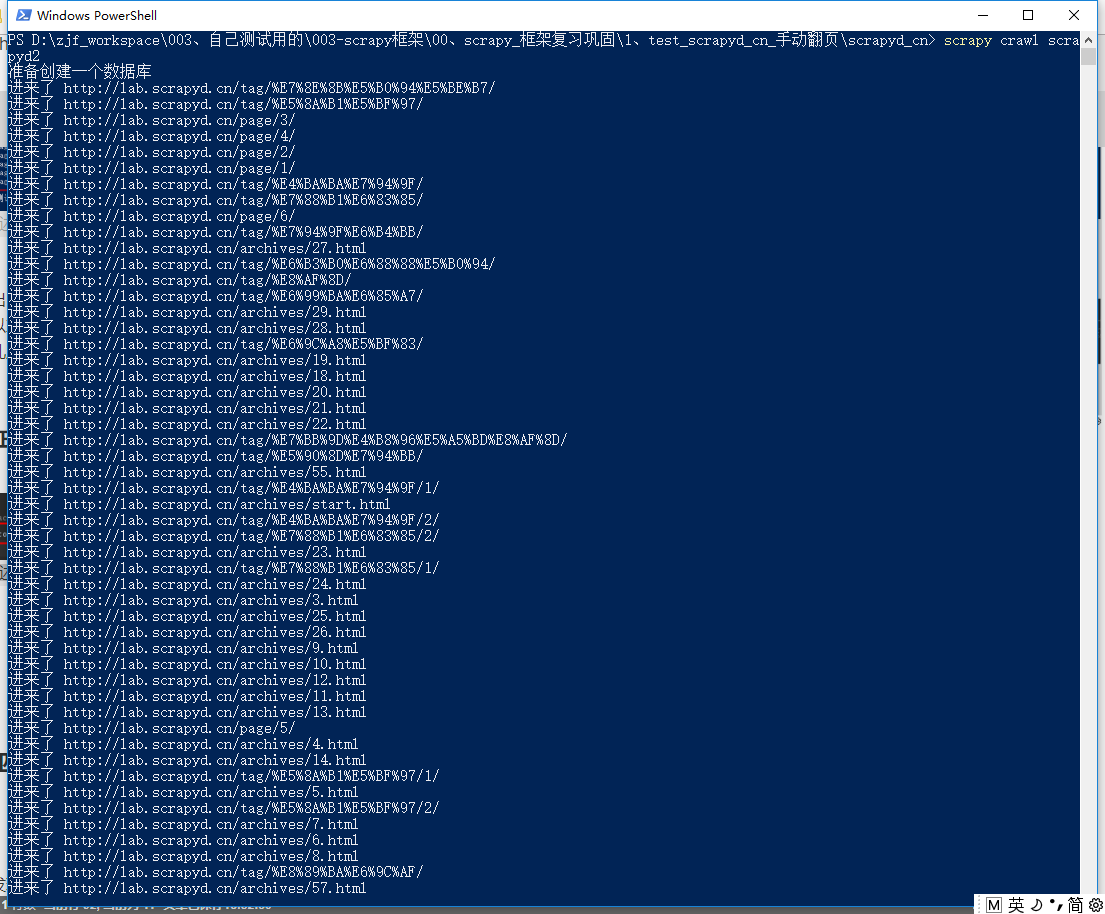 Windows PowerShell
PS D:\zjf_workspace\003、自己测试用的\003-scrapy框架\00、scrapy_框架复习巩固\1、test_scrapyd_cn_手动翻页\scrapyd_cn> scrapy crawl scra
pyd2
准备创建一个数据库
进来了 http://lab.scrapyd.cn/tag/%E7%8E%8B%E5%B0%94%E5%BE%B7/
进来了 http://lab.scrapyd.cn/tag/%E5%8A%B1%E5%BF%97/
进来了 http://lab.scrapyd.cn/page/3/
进来了 http://lab.scrapyd.cn/page/4/
进来了 http://lab.scrapyd.cn/page/2/
进来了 http://lab.scrapyd.cn/page/1/
进来了 http://lab.scrapyd.cn/tag/%E4%BA%BA%E7%94%9F/
进来了 http://lab.scrapyd.cn/tag/%E7%88%B1%E6%83%85/
进来了 http://lab.scrapyd.cn/page/6/
进来了 http://lab.scrapyd.cn/tag/%E7%94%9F%E6%B4%BB/
进来了 http://lab.scrapyd.cn/archives/27.html
进来了 http://lab.scrapyd.cn/tag/%E6%B3%B0%E6%88%88%E5%B0%94/
进来了 http://lab.scrapyd.cn/tag/%E8%AF%8D/
进来了 http://lab.scrapyd.cn/tag/%E6%99%BA%E6%85%A7/
进来了 http://lab.scrapyd.cn/archives/29.html
进来了 http://lab.scrapyd.cn/archives/28.html
进来了 http://lab.scrapyd.cn/tag/%E6%9C%A8%E5%BF%83/
进来了 http://lab.scrapyd.cn/archives/19.html
进来了 http://lab.scrapyd.cn/archives/18.html
进来了 http://lab.scrapyd.cn/archives/20.html
进来了 http://lab.scrapyd.cn/archives/21.html
进来了 http://lab.scrapyd.cn/archives/22.html
进来了 http://lab.scrapyd.cn/tag/%E7%BB%9D%E4%B8%96%E5%A5%BD%E8%AF%8D/
进来了 http://lab.scrapyd.cn/tag/%E5%90%8D%E7%94%BB/
进来了 http://lab.scrapyd.cn/archives/55.html
进来了 http://lab.scrapyd.cn/tag/%E4%BA%BA%E7%94%9F/1/
进来了 http://lab.scrapyd.cn/archives/start.html
进来了 http://lab.scrapyd.cn/tag/%E4%BA%BA%E7%94%9F/2/
进来了 http://lab.scrapyd.cn/tag/%E7%88%B1%E6%83%85/2/
进来了 http://lab.scrapyd.cn/archives/23.html
进来了 http://lab.scrapyd.cn/tag/%E7%88%B1%E6%83%85/1/
进来了 http://lab.scrapyd.cn/archives/24.html
进来了 http://lab.scrapyd.cn/archives/3.html
进来了 http://lab.scrapyd.cn/archives/25.html
进来了 http://lab.scrapyd.cn/archives/26.html
进来了 http://lab.scrapyd.cn/archives/9.html
进来了 http://lab.scrapyd.cn/archives/10.html
进来了 http://lab.scrapyd.cn/archives/12.html
进来了 http://lab.scrapyd.cn/archives/11.html
进来了 http://lab.scrapyd.cn/archives/13.html
进来了 http://lab.scrapyd.cn/page/5/
进来了 http://lab.scrapyd.cn/archives/4.html
进来了 http://lab.scrapyd.cn/archives/14.html
进来了 http://lab.scrapyd.cn/tag/%E5%8A%B1%E5%BF%97/1/
进来了 http://lab.scrapyd.cn/archives/5.html
进来了 http://lab.scrapyd.cn/tag/%E5%8A%B1%E5%BF%97/2/
进来了 http://lab.scrapyd.cn/archives/7.html
进来了 http://lab.scrapyd.cn/archives/6.html
进来了 http://lab.scrapyd.cn/archives/8.html
进来了 http://lab.scrapyd.cn/tag/%E8%89%BA%E6%9C%AF/
进来了 http://lab.scrapyd.cn/archives/57.html
M 英 简